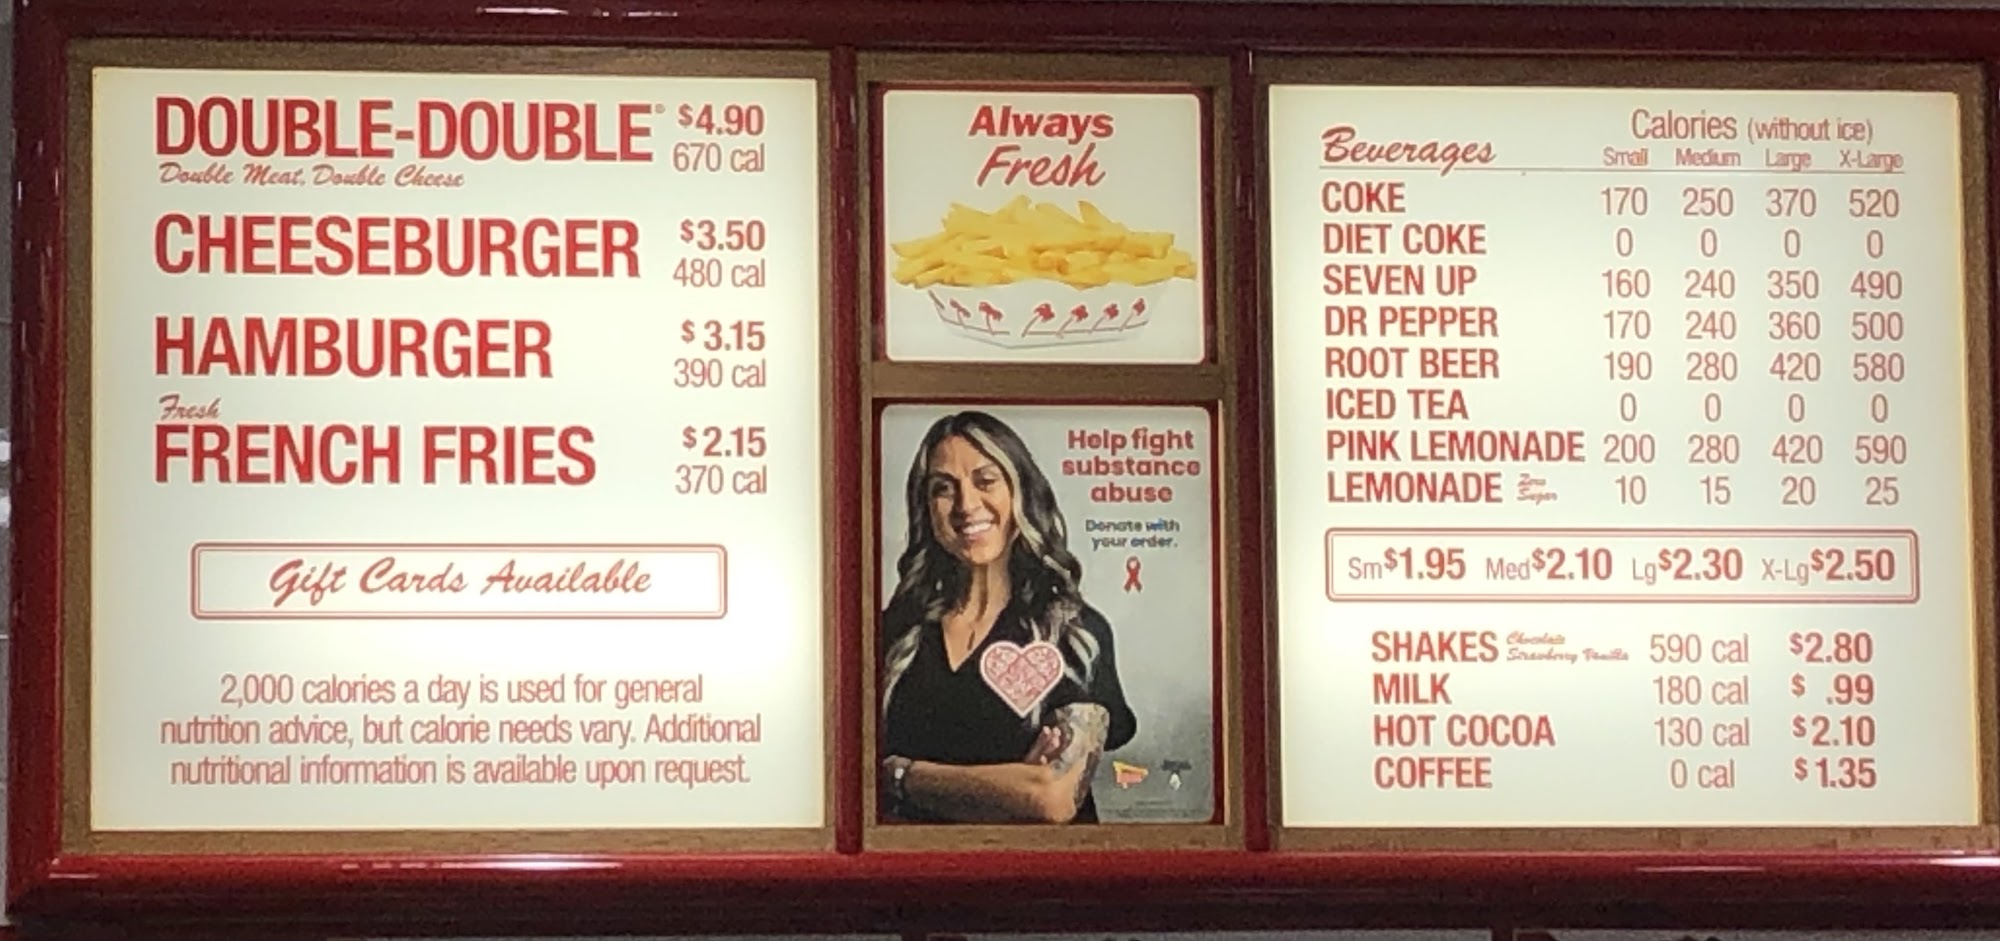 DOUBLE-DOUBLE® $4.90
670 cal
Double Meat, Double Cheese
CHEESEBURGER $3.50
480 cal
HAMBURGER $3.15
390 cal
Fresh
FRENCH FRIES $2.15
370 cal
Gift Cards Available
2,000 calories a day is used for general
nutrition advice, but calorie needs vary. Additional
nutritional information is available upon request.
Always
Fresh
Help fight
substance
abuse
Donate with
your order.
Calories (without ice)
Beverages Small Medium Large X-Large
COKE 170 250 370 520
DIET COKE 0 0 0 0
SEVEN UP 160 240 350 490
DR PEPPER 170 240 360 500
ROOT BEER 190 280 420 580
ICED TEA 0 0 0 0
PINK LEMONADE 200 280 420 590
LEMONADE Zero Sugar 10 15 20 25
Sm $1.95 Med $2.10 Lg $2.30 X-Lg $2.50
SHAKES Chocolate Strawberry Vanilla 590 cal $2.80
MILK 180 cal $ .99
HOT COCOA 130 cal $2.10
COFFEE 0 cal $1.35